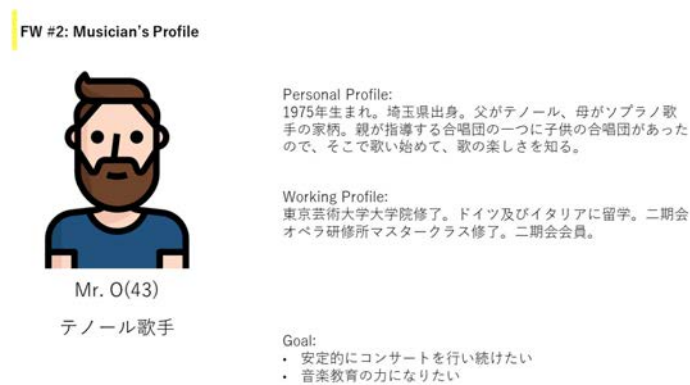 FW #2: Musician's Profile
Personal Profile:
1975年生まれ。埼玉県出身。父がテノール、母がソプラノ歌
手の家柄。親が指導する合唱団の一つに子供の合唱団があった
ので、そこで歌い始めて、歌の楽しさを知る。
Working Profile:
東京芸術大学大学院修了。ドイツ及びイタリアに留学。二期会
オペラ研修所マスタークラス修了。二期会会員。
Mr. O(43)
テノール歌手
Goal:
• 安定的にコンサートを行い続けたい
• 音楽教育の力になりたい